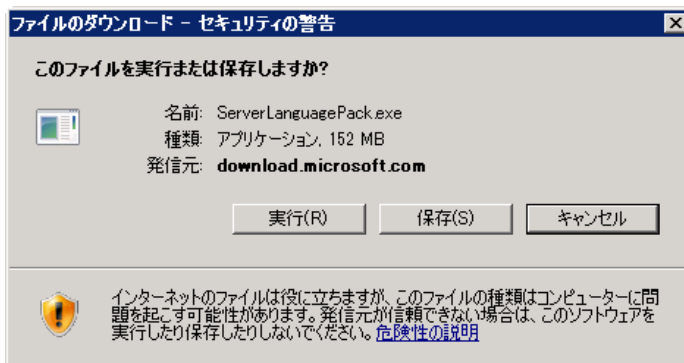 ファイルのダウンロード - セキュリティの警告
このファイルを実行または保存しますか?
名前: ServerLanguagePack.exe
種類: アプリケーション, 152 MB
発信元: download.microsoft.com
実行(R) 保存(S) キャンセル
インターネットのファイルは役に立ちますが、このファイルの種類はコンピューターに問
題を起こす可能性があります。発信元が信頼できない場合は、このソフトウェアを
実行したり保存したりしないでください。危険性の説明